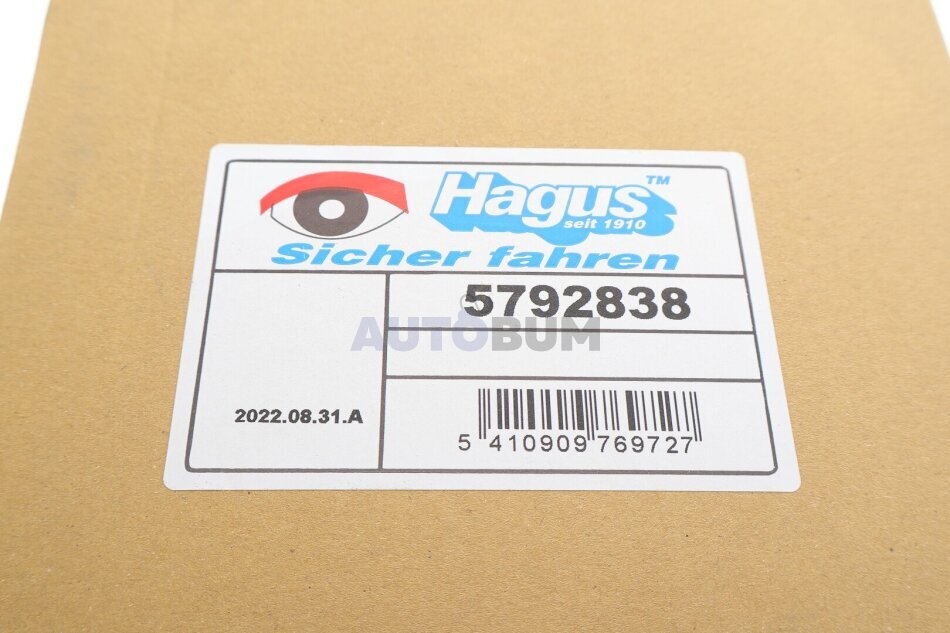 Hagus™
seit 1910
Sicher fahren
5792838
AUTOBUM
2022.08.31.A
5 410909 769727